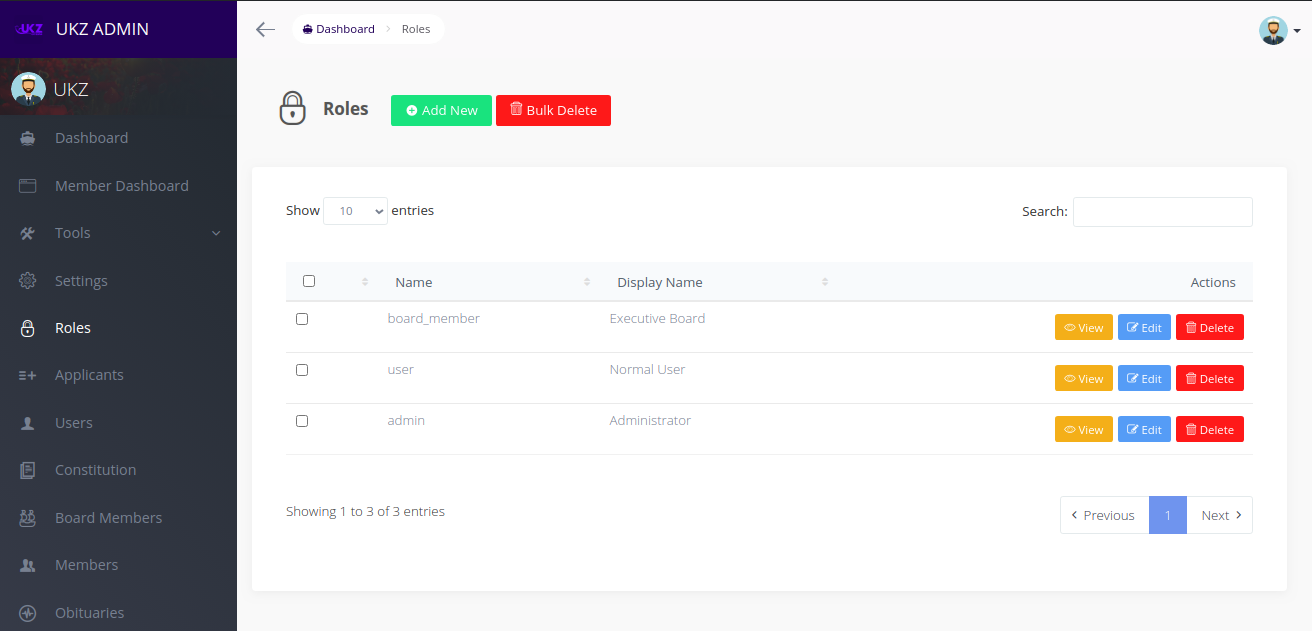 UKZ UKZ ADMIN
Dashboard Roles
UKZ
Dashboard
Member Dashboard
Tools
Settings
Roles
Applicants
Users
Constitution
Board Members
Members
Obituaries
Roles Add New Bulk Delete
Show 10 entries Search:
Name Display Name Actions
board_member Executive Board View Edit Delete
user Normal User View Edit Delete
admin Administrator View Edit Delete
Showing 1 to 3 of 3 entries Previous 1 Next